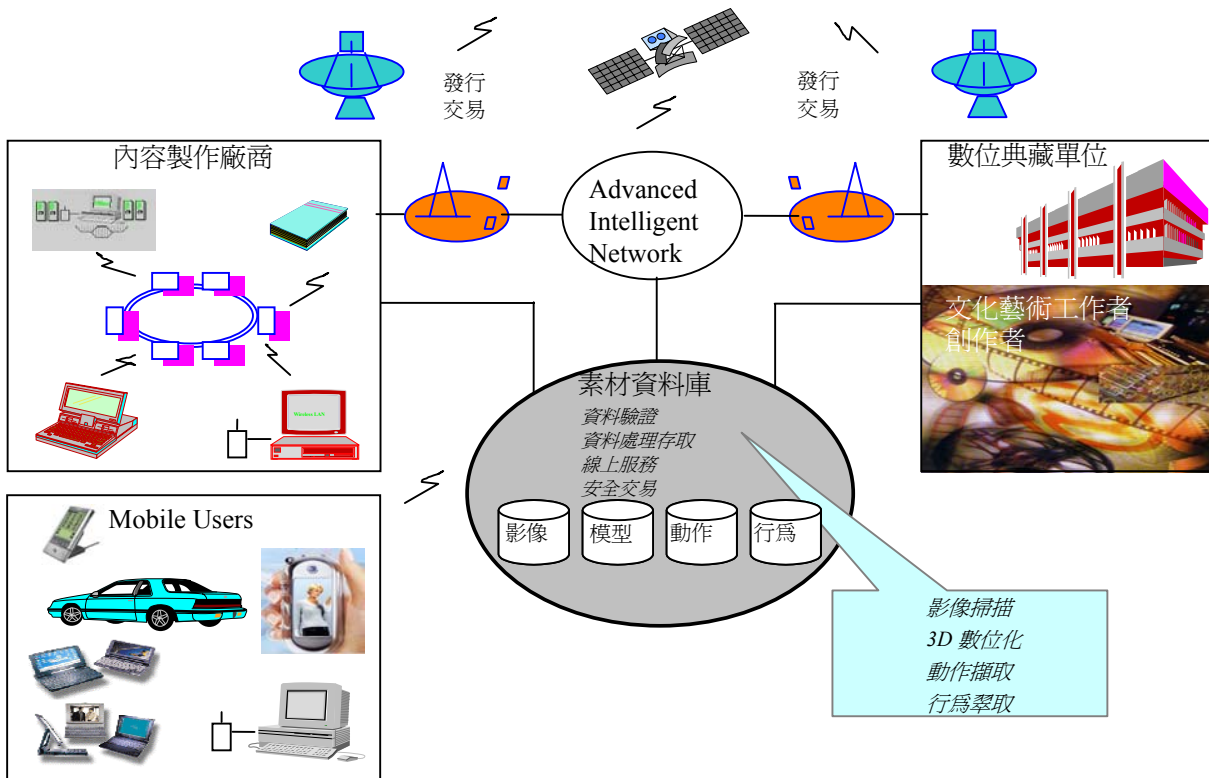 發行
交易
發行
交易
內容製作廠商
Advanced
Intelligent
Network
數位典藏單位
文化藝術工作者
創作者
Wireless LAN
素材資料庫
資料驗證
資料處理存取
線上服務
安全交易
影像
模型
動作
行為
Mobile Users
影像掃描
3D 數位化
動作擷取
行為翠取